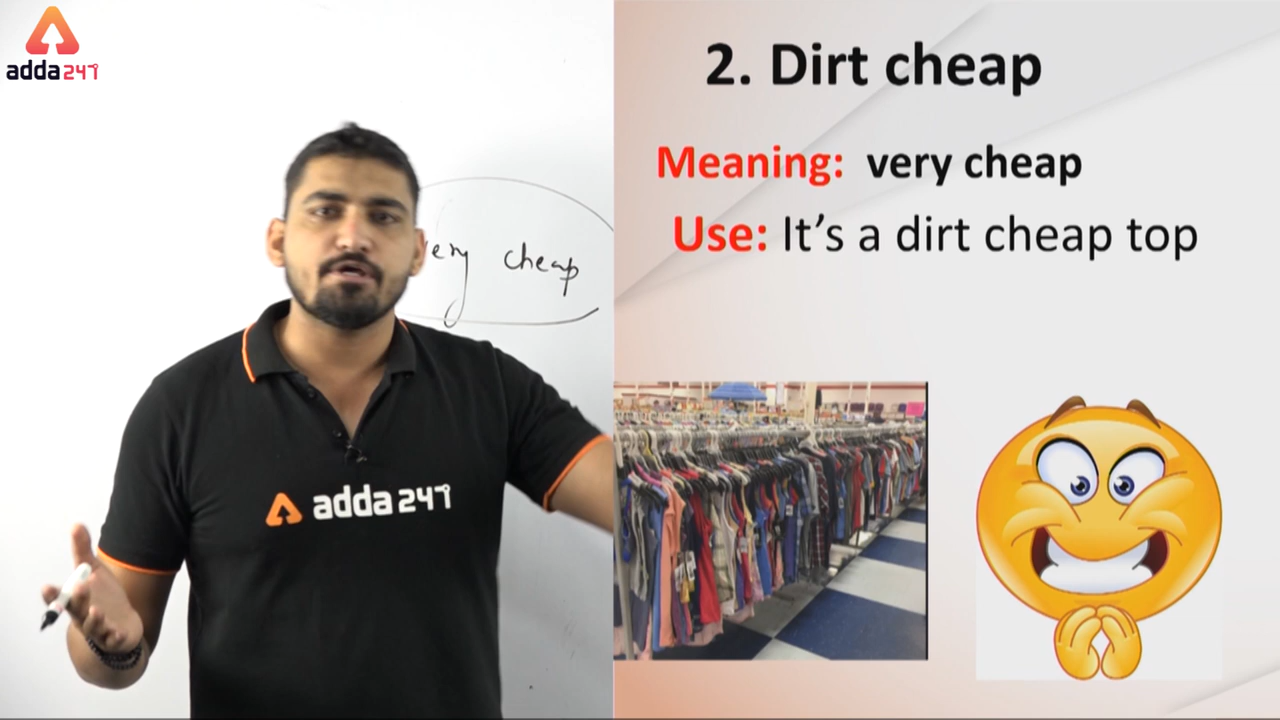 adda247
2. Dirt cheap
Meaning: very cheap
Use: It's a dirt cheap top
cheap
adda247